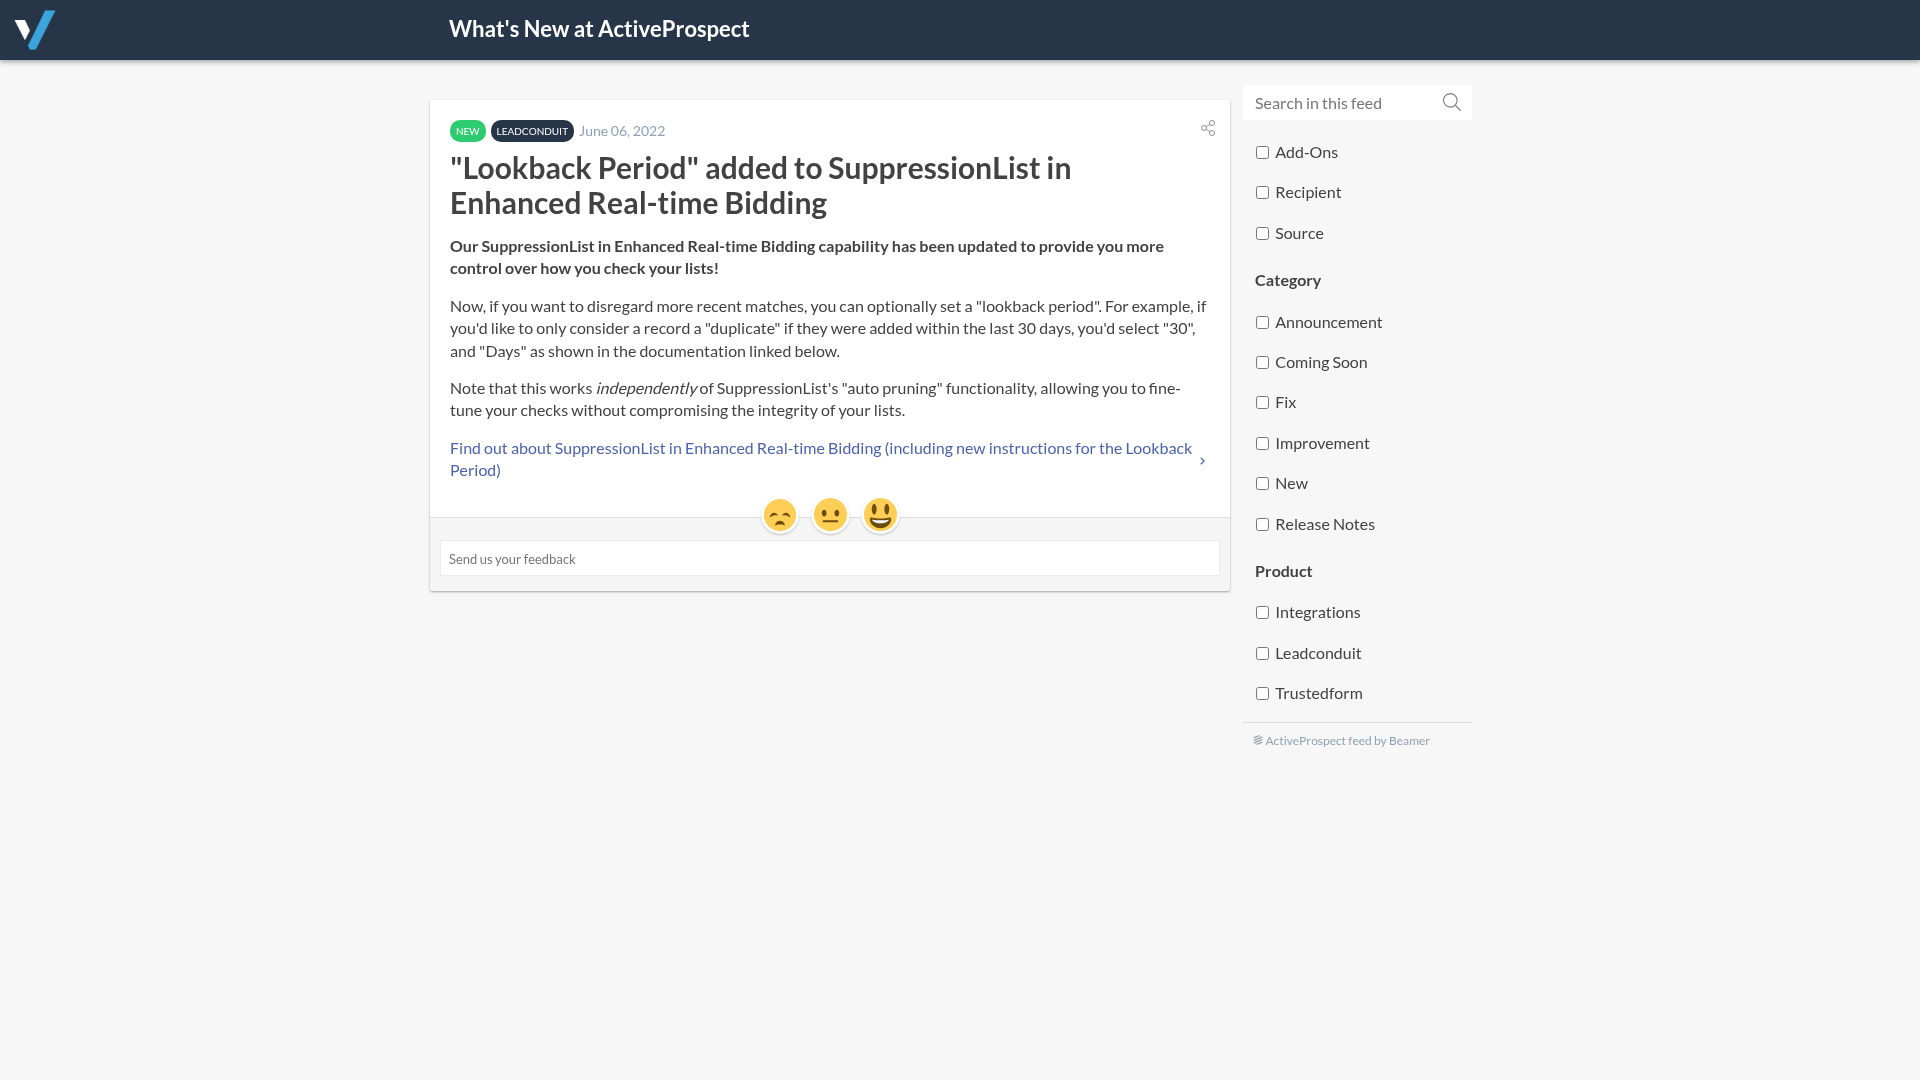 What's New at ActiveProspect
NEW LEADCONDUIT June 06, 2022
"Lookback Period" added to SuppressionList in
Enhanced Real-time Bidding
Our SuppressionList in Enhanced Real-time Bidding capability has been updated to provide you more
control over how you check your lists!
Now, if you want to disregard more recent matches, you can optionally set a "lookback period". For example, if
you'd like to only consider a record a "duplicate" if they were added within the last 30 days, you'd select "30",
and "Days" as shown in the documentation linked below.
Note that this works independently of SuppressionList's "auto pruning" functionality, allowing you to fine-
tune your checks without compromising the integrity of your lists.
Find out about SuppressionList in Enhanced Real-time Bidding (including new instructions for the Lookback
Period)
Send us your feedback
Search in this feed
Add-Ons
Recipient
Source
Category
Announcement
Coming Soon
Fix
Improvement
New
Release Notes
Product
Integrations
Leadconduit
Trustedform
ActiveProspect feed by Beamer